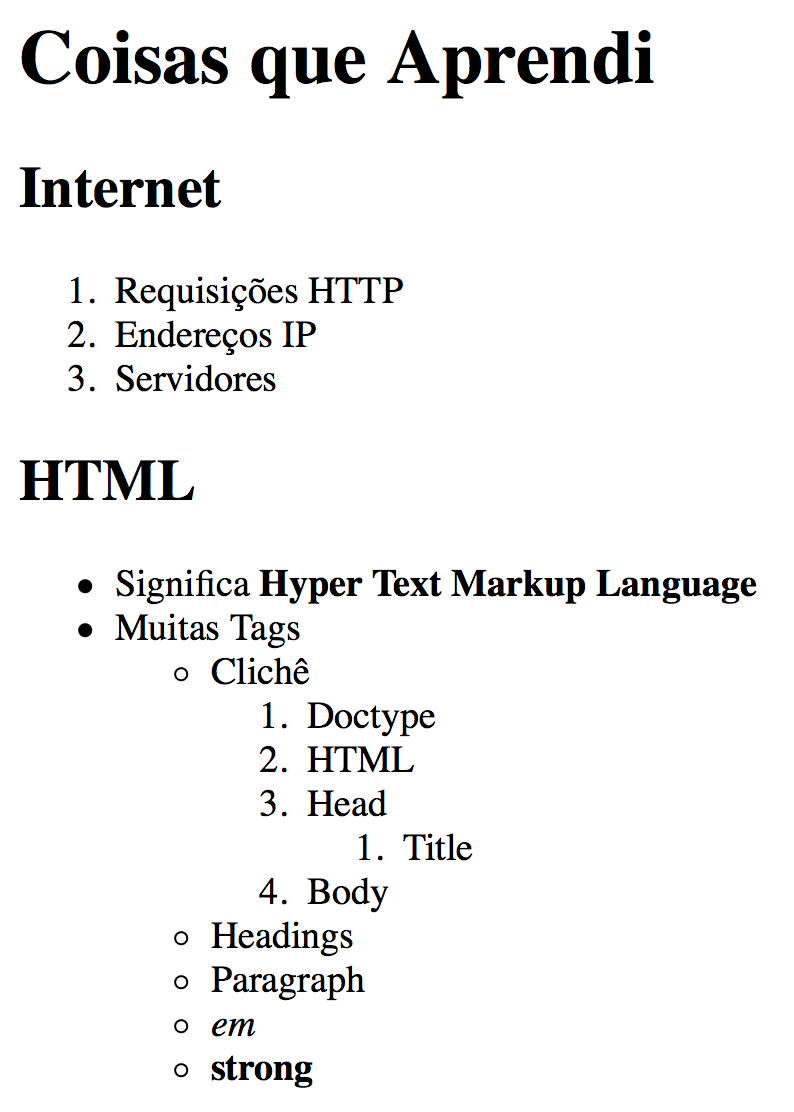 Coisas que Aprendi
Internet
1. Requisições HTTP
2. Endereços IP
3. Servidores
HTML
• Significa Hyper Text Markup Language
• Muitas Tags
◦ Clichê
1. Doctype
2. HTML
3. Head
1. Title
4. Body
◦ Headings
◦ Paragraph
◦ em
◦ strong